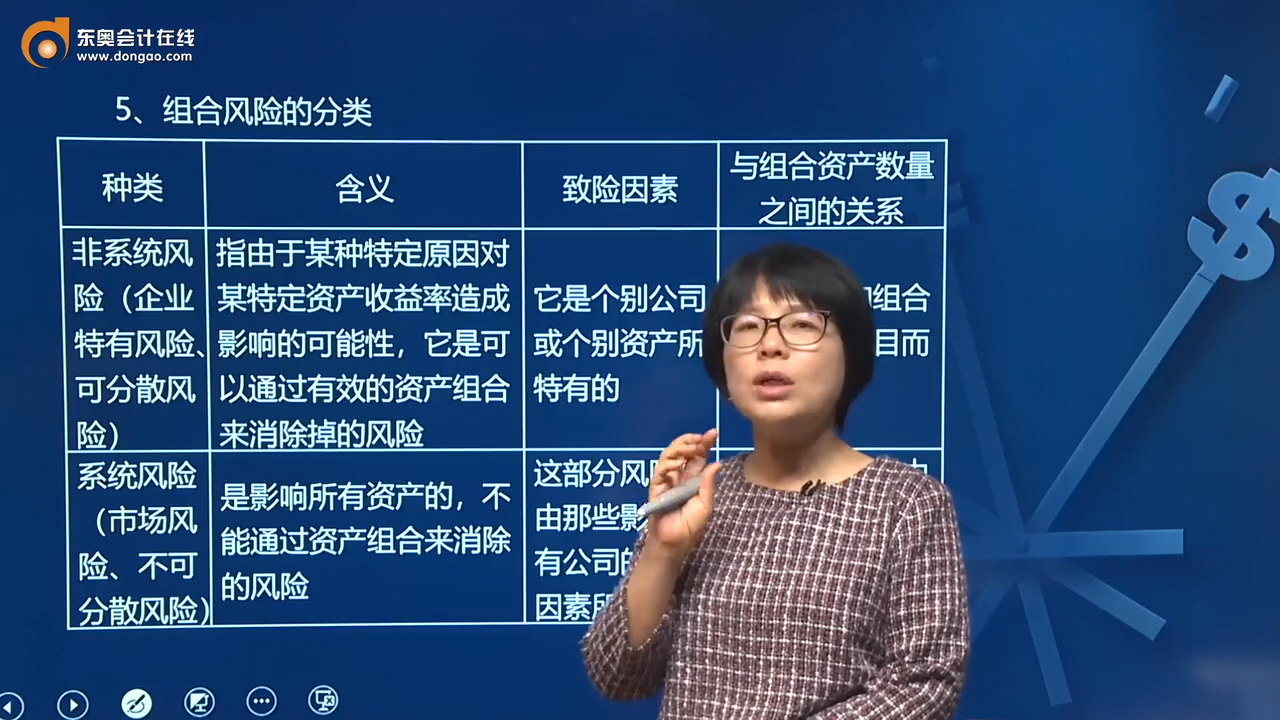 东奥会计在线
www.dongao.com
5、组合风险的分类
种类
含义
致险因素
与组合资产数量
之间的关系
非系统风
险（企业
特有风险、
可分散风
险）
指由于某种特定原因对
某特定资产收益率造成
影响的可能性，它是可
以通过有效的资产组合
来消除掉的风险
它是个别公司
或个别资产所
特有的
组合
目而
系统风险
（市场风
险、不可
分散风险）
是影响所有资产的，不
能通过资产组合来消除
的风险
这部分风
由那些影
有公司的
因素